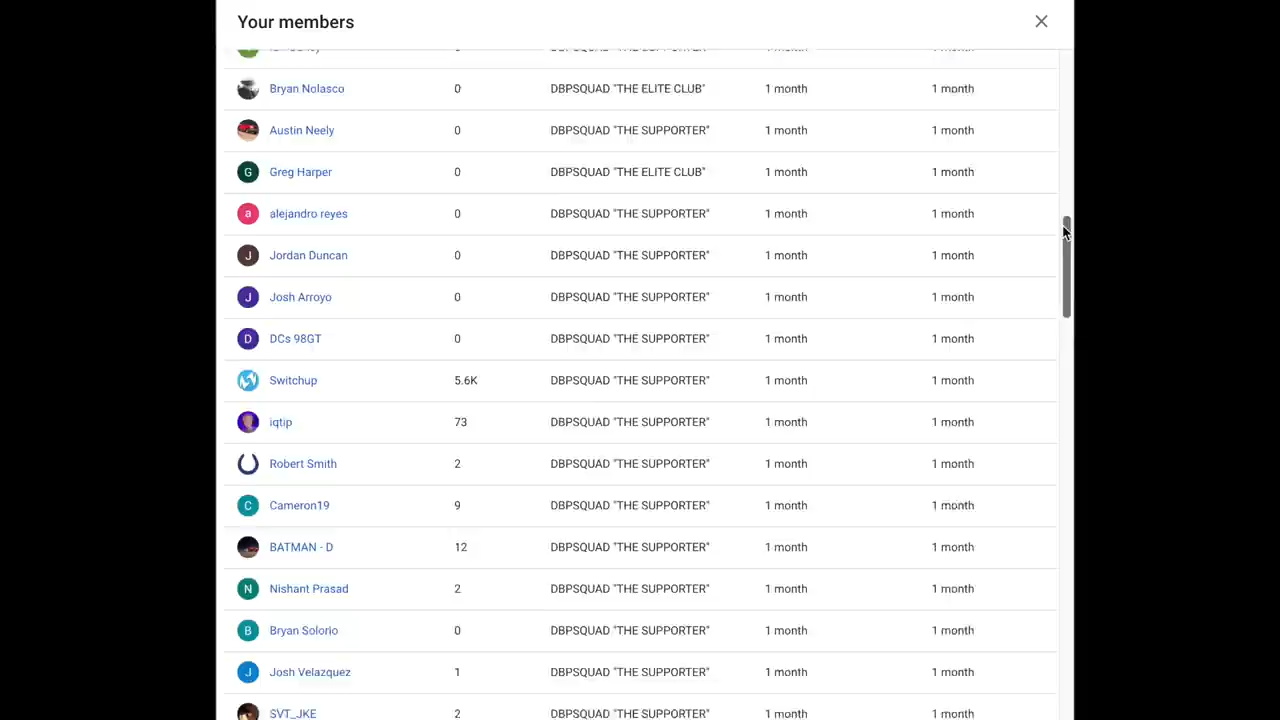 Your members
Bryan Nolasco 0 DBPSQUAD "THE ELITE CLUB" 1 month 1 month
Austin Neely 0 DBPSQUAD "THE SUPPORTER" 1 month 1 month
G Greg Harper 0 DBPSQUAD "THE ELITE CLUB" 1 month 1 month
a alejandro reyes 0 DBPSQUAD "THE SUPPORTER" 1 month 1 month
J Jordan Duncan 0 DBPSQUAD "THE SUPPORTER" 1 month 1 month
J Josh Arroyo 0 DBPSQUAD "THE SUPPORTER" 1 month 1 month
D DCs 98GT 0 DBPSQUAD "THE SUPPORTER" 1 month 1 month
Switchup 5.6K DBPSQUAD "THE SUPPORTER" 1 month 1 month
iqtip 73 DBPSQUAD "THE SUPPORTER" 1 month 1 month
Robert Smith 2 DBPSQUAD "THE SUPPORTER" 1 month 1 month
C Cameron19 9 DBPSQUAD "THE SUPPORTER" 1 month 1 month
BATMAN - D 12 DBPSQUAD "THE SUPPORTER" 1 month 1 month
N Nishant Prasad 2 DBPSQUAD "THE SUPPORTER" 1 month 1 month
B Bryan Solorio 0 DBPSQUAD "THE SUPPORTER" 1 month 1 month
J Josh Velazquez 1 DBPSQUAD "THE SUPPORTER" 1 month 1 month
SVT_JKE 2 DBPSQUAD "THE SUPPORTER" 1 month 1 month